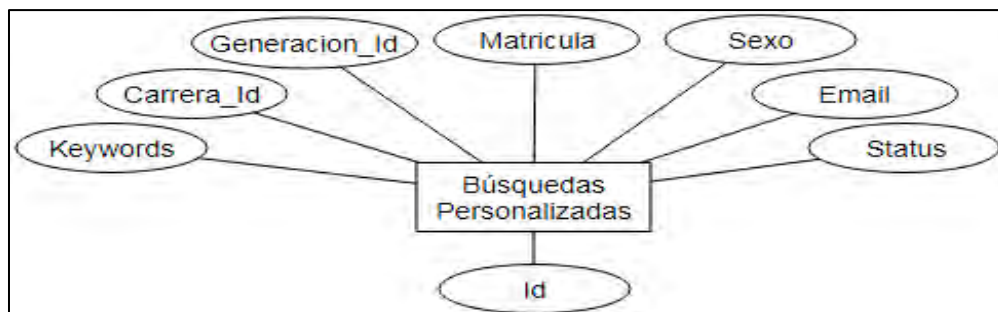 Generacion_Id
Matricula
Sexo
Carrera_Id
Email
Keywords
Status
Búsquedas
Personalizadas
Id